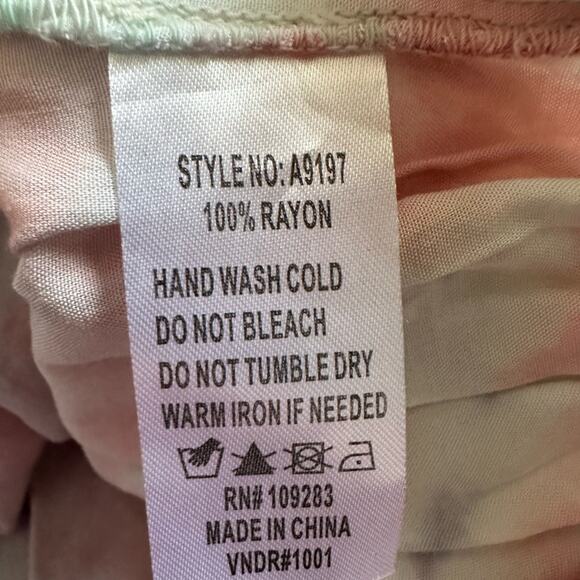 STYLE NO: A9197
100% RAYON
HAND WASH COLD
DO NOT BLEACH
DO NOT TUMBLE DRY
WARM IRON IF NEEDED
RN# 109283
MADE IN CHINA
VNDR#1001